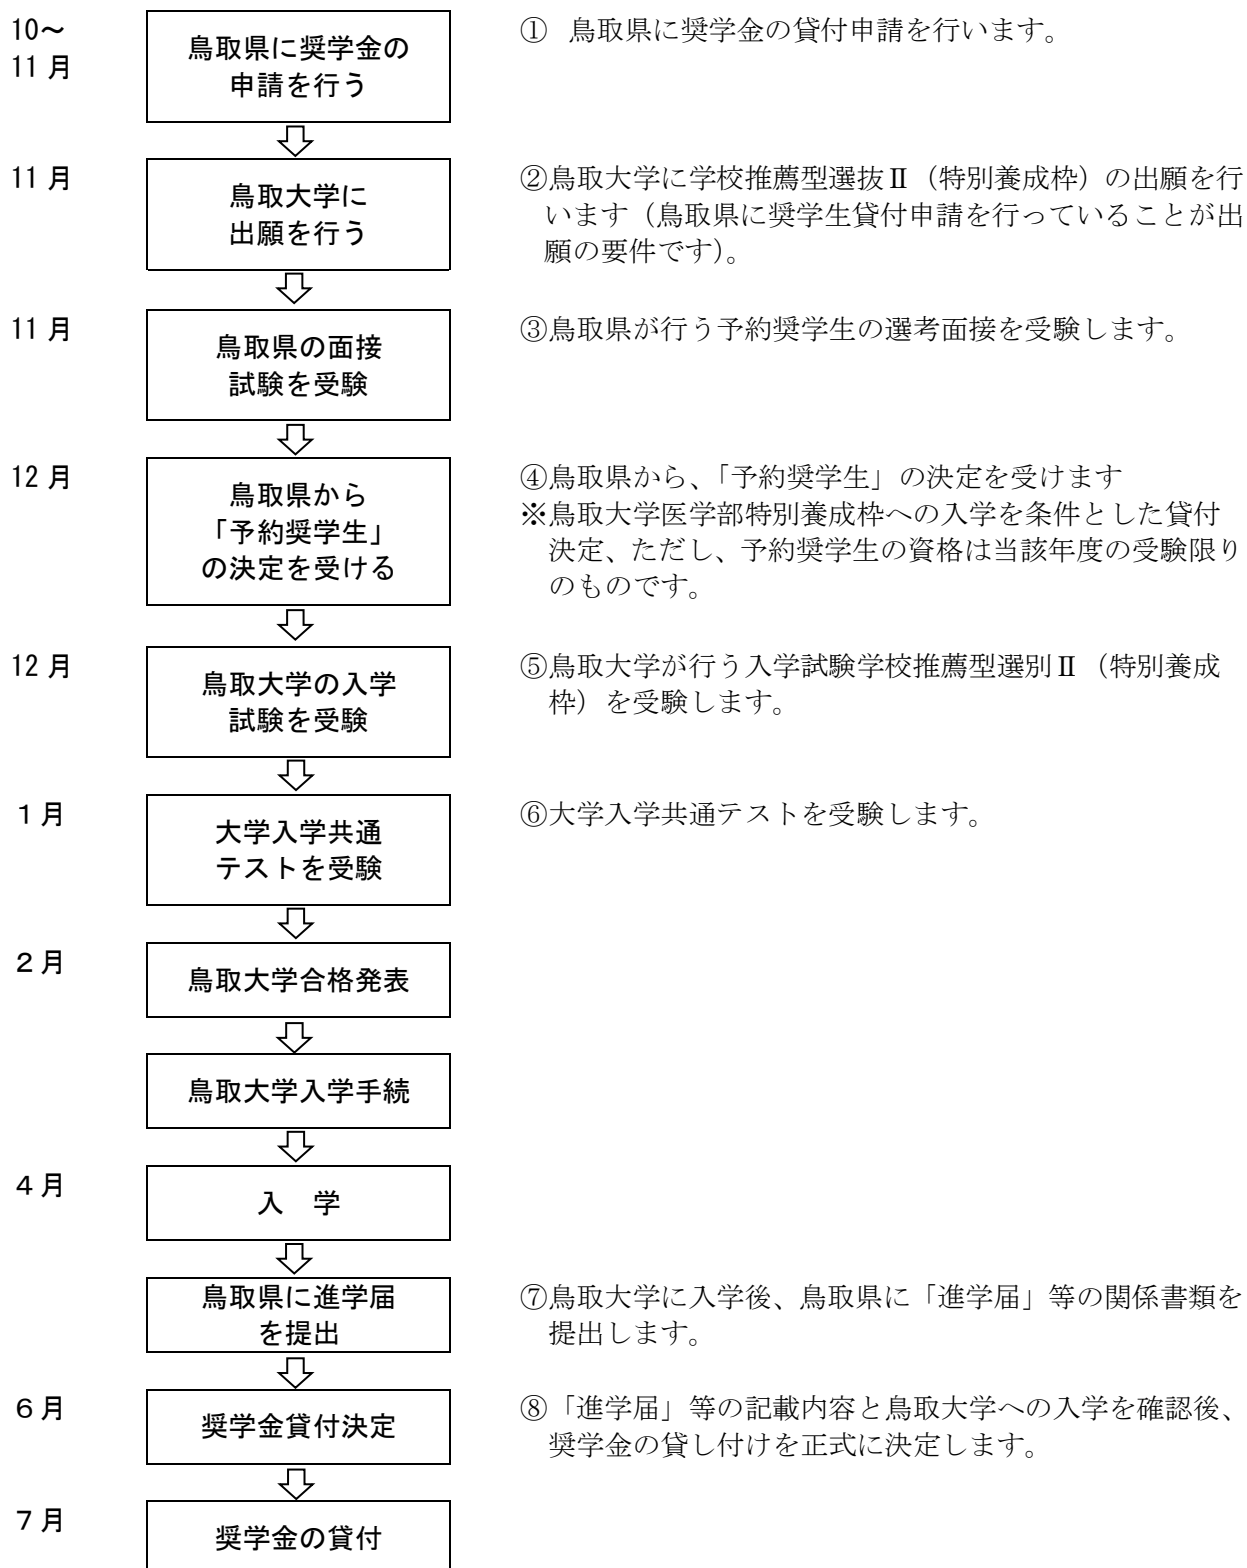 10～
11月
鳥取県に奨学金の
申請を行う
① 鳥取県に奨学金の貸付申請を行います。
11月
鳥取大学に
出願を行う
②鳥取大学に学校推薦型選抜Ⅱ（特別養成枠）の出願を行
います（鳥取県に奨学生貸付申請を行っていることが出
願の要件です）。
11月
鳥取県の面接
試験を受験
③鳥取県が行う予約奨学生の選考面接を受験します。
12月
鳥取県から
「予約奨学生」
の決定を受ける
④鳥取県から、「予約奨学生」の決定を受けます
※鳥取大学医学部特別養成枠への入学を条件とした貸付
決定、ただし、予約奨学生の資格は当該年度の受験限り
のものです。
12月
鳥取大学の入学
試験を受験
⑤鳥取大学が行う入学試験学校推薦型選別Ⅱ（特別養成
枠）を受験します。
１月
大学入学共通
テストを受験
⑥大学入学共通テストを受験します。
２月
鳥取大学合格発表
鳥取大学入学手続
４月
入　学
鳥取県に進学届
を提出
⑦鳥取大学に入学後、鳥取県に「進学届」等の関係書類を
提出します。
６月
奨学金貸付決定
⑧「進学届」等の記載内容と鳥取大学への入学を確認後、
奨学金の貸し付けを正式に決定します。
７月
奨学金の貸付